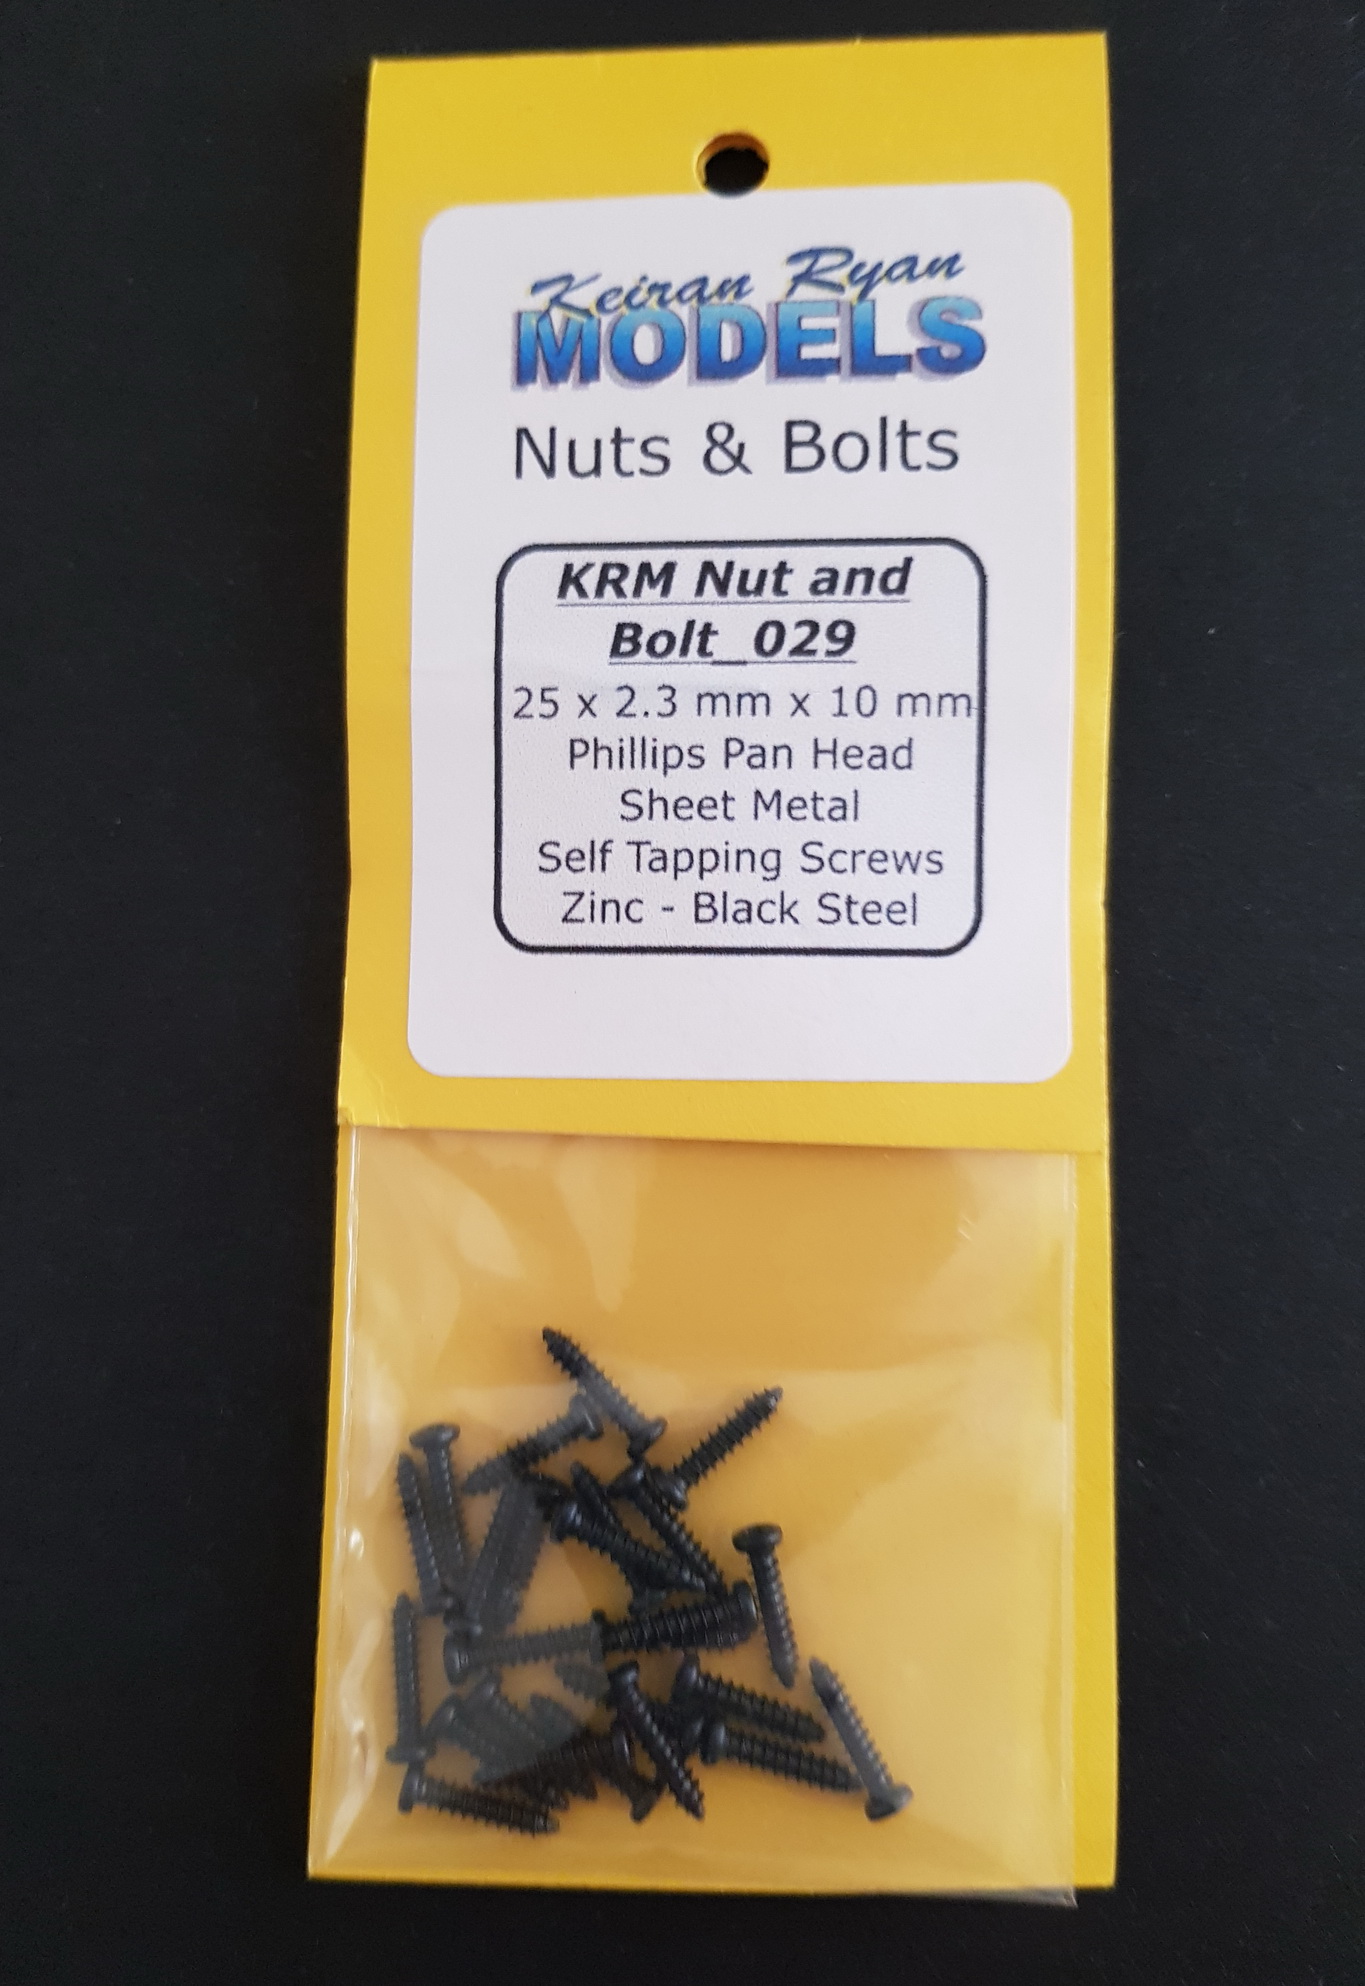 Keiran Ryan
MODELS
Nuts & Bolts
KRM Nut and
Bolt_029
25 x 2.3 mm x 10 mm
Phillips Pan Head
Sheet Metal
Self Tapping Screws
Zinc - Black Steel